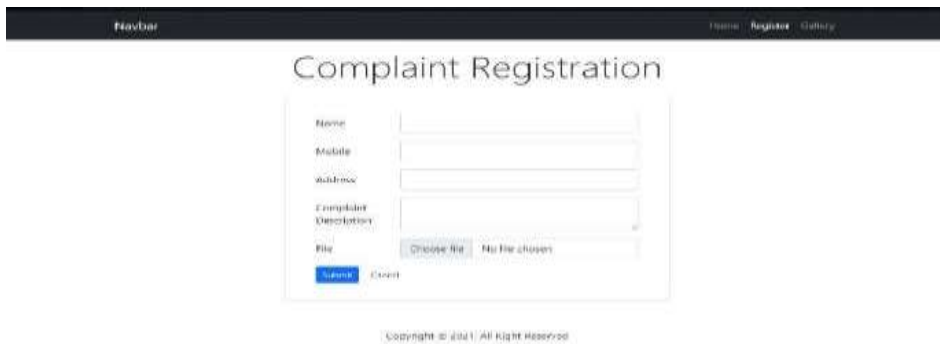 Navbar
Home Register Gallery
Complaint Registration
Name
Mobile
Address
Complaint
Description
File Choose file No file chosen
Submit Cancel
Copyright © 2021. All Right Reserved